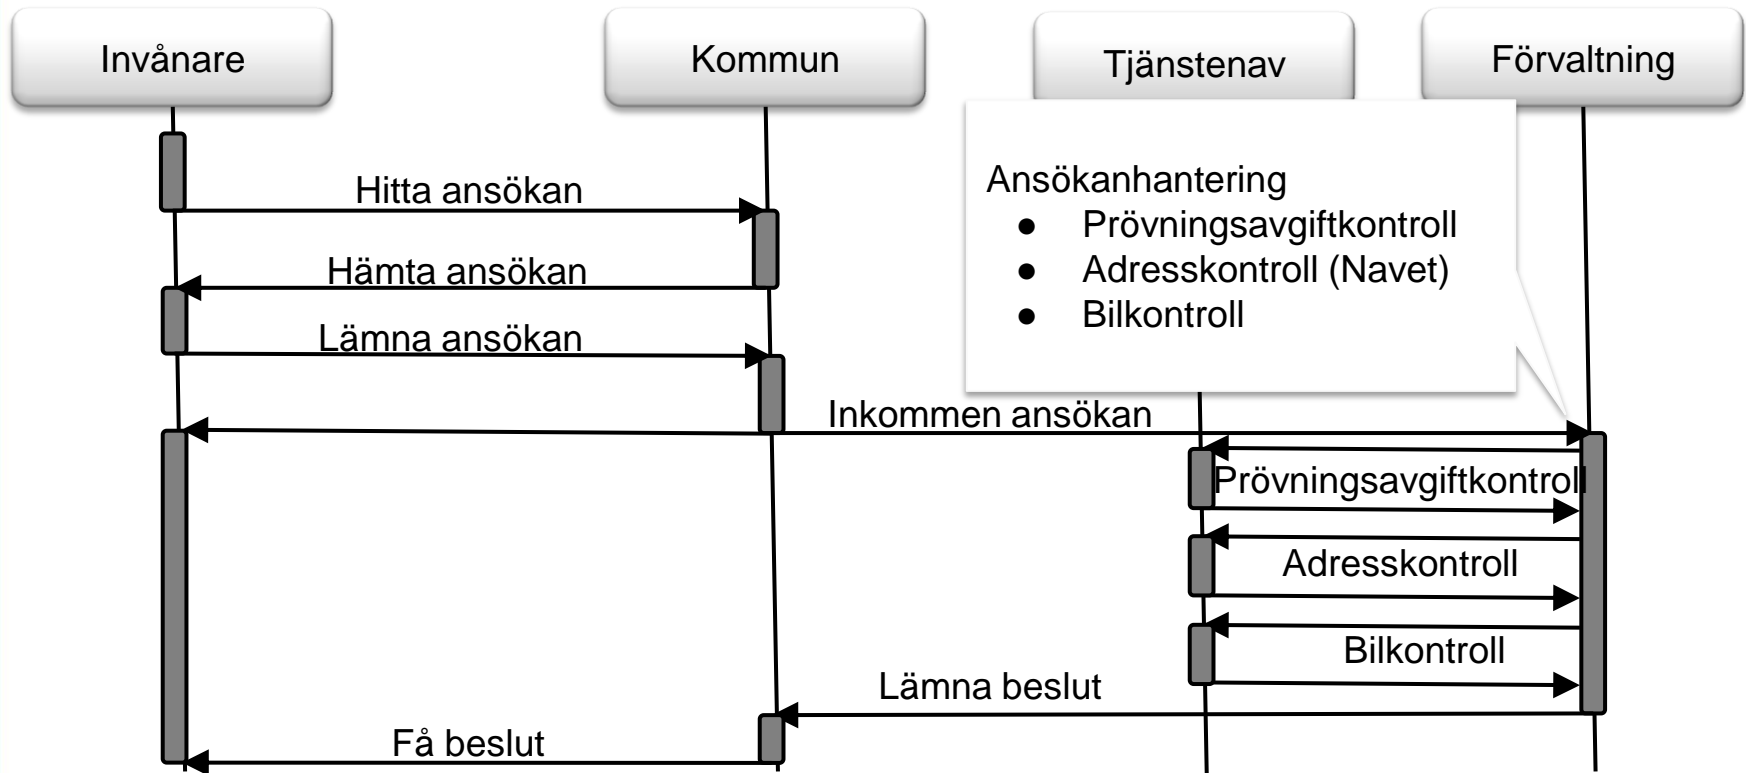 Invånare
Kommun
Tjänstenav
Förvaltning
Ansökanhantering
● Prövningsavgiftkontroll
● Adresskontroll (Navet)
● Bilkontroll
Hitta ansökan
Hämta ansökan
Lämna ansökan
Inkommen ansökan
Prövningsavgiftkontroll
Adresskontroll
Bilkontroll
Lämna beslut
Få beslut